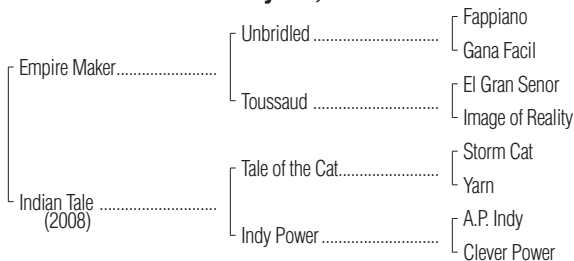 Fappiano
Unbridled
Gana Facil
Empire Maker
El Gran Senor
Toussaud
Image of Reality
Storm Cat
Tale of the Cat
Yarn
Indian Tale
(2008)
A.P. Indy
Indy Power
Clever Power